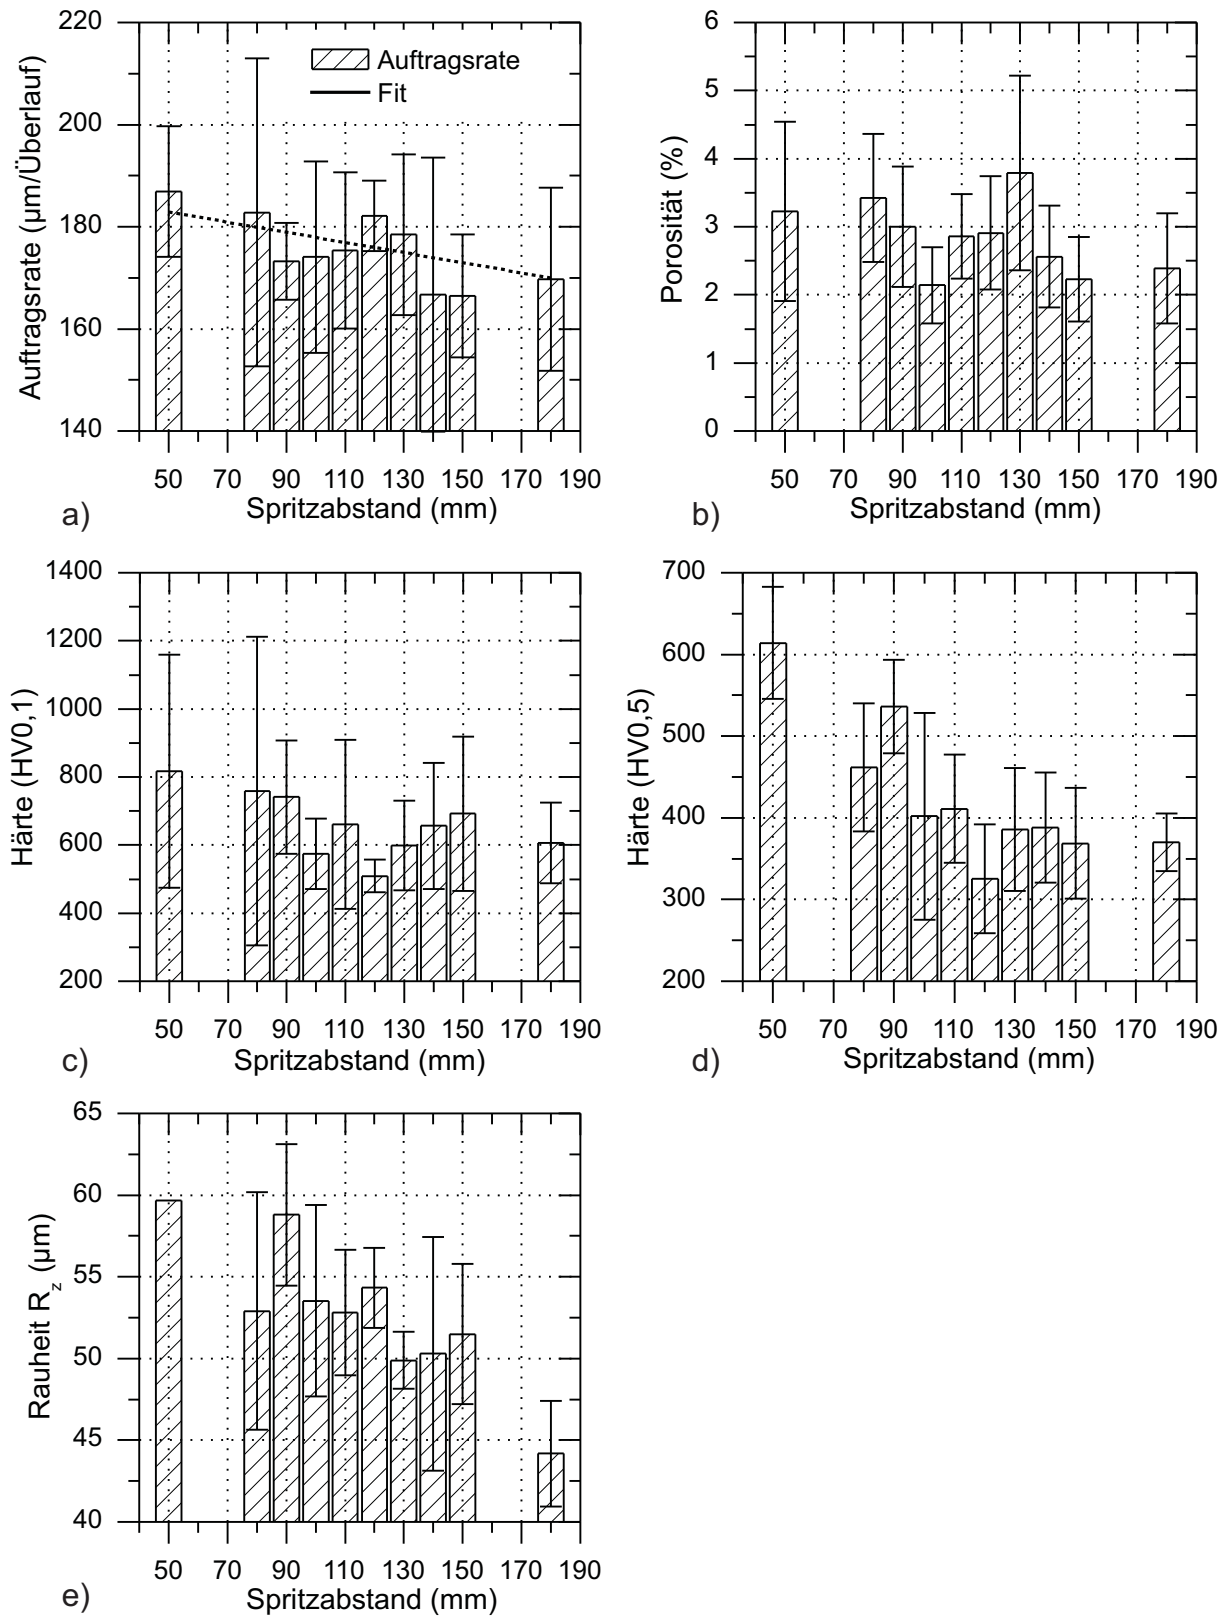 220
200
180
160
140
Auftragsrate (µm/Überlauf)
Auftragsrate
Fit
50 70 90 110 130 150 170 190
Spritzabstand (mm)
a)
6
5
4
3
2
1
0
Porosität (%)
50 70 90 110 130 150 170 190
Spritzabstand (mm)
b)
1400
1200
1000
800
600
400
200
Härte (HV0,1)
50 70 90 110 130 150 170 190
Spritzabstand (mm)
c)
700
600
500
400
300
200
Härte (HV0,5)
50 70 90 110 130 150 170 190
Spritzabstand (mm)
d)
65
60
55
50
45
40
Rauheit Rz (µm)
50 70 90 110 130 150 170 190
Spritzabstand (mm)
e)